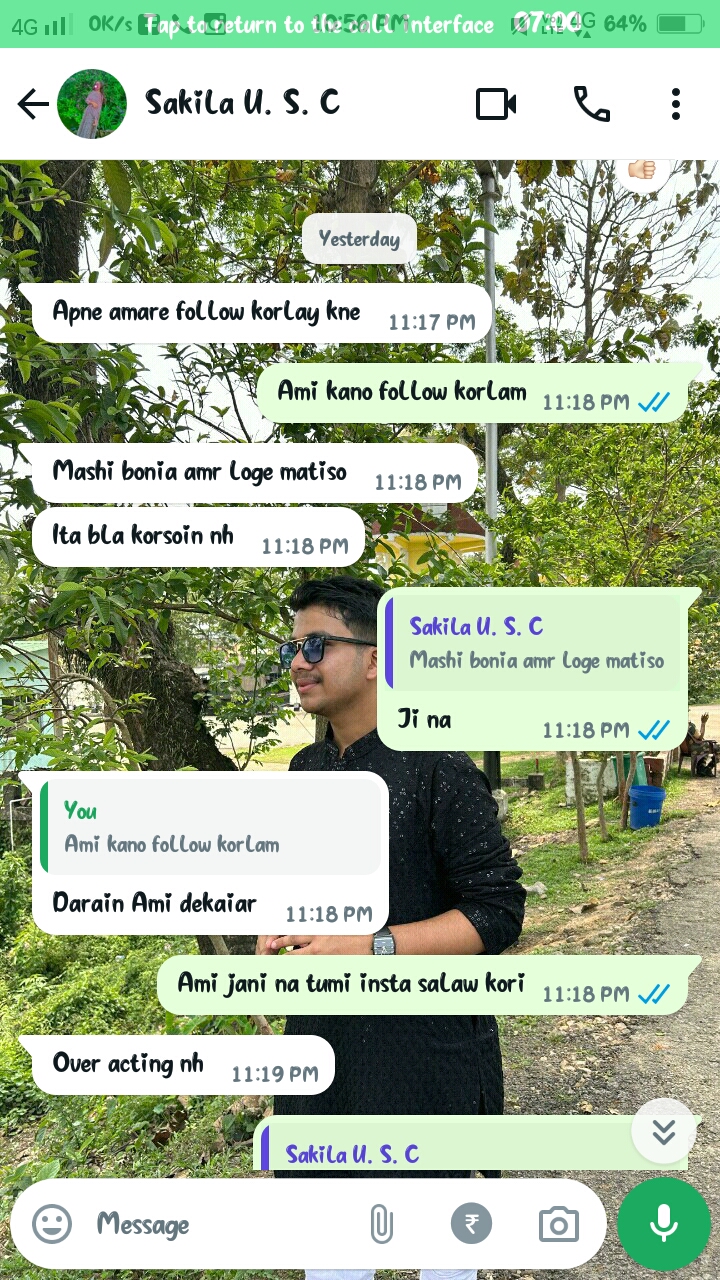 4G 0K/s Tap to return to the call interface 07:00 4G 64%
Sakila U. S. C
Yesterday
Apne amare follow korlay kne 11:17 PM
Ami kano follow korlam 11:18 PM
Mashi bonia amr Loge matiso 11:18 PM
Ita bla korsoin nh 11:18 PM
Sakila U. S. C
Mashi bonia amr Loge matiso
Ji na 11:18 PM
You
Ami kano follow korlam
Darain Ami dekaiar 11:18 PM
Ami jani na tumi insta salaw kori 11:18 PM
Over acting nh 11:19 PM
Sakila U. S. C
Message